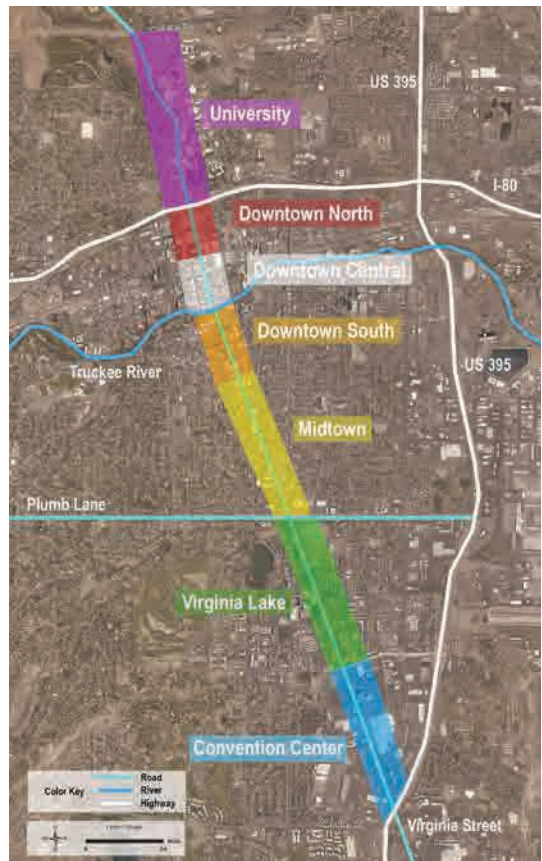 US 395
University
I-80
Downtown North
Downtown Central
Downtown South
US 395
Truckee River
Midtown
Plumb Lane
Virginia Lake
Convention Center
Road
Color Key
River
Highway
Virginia Street